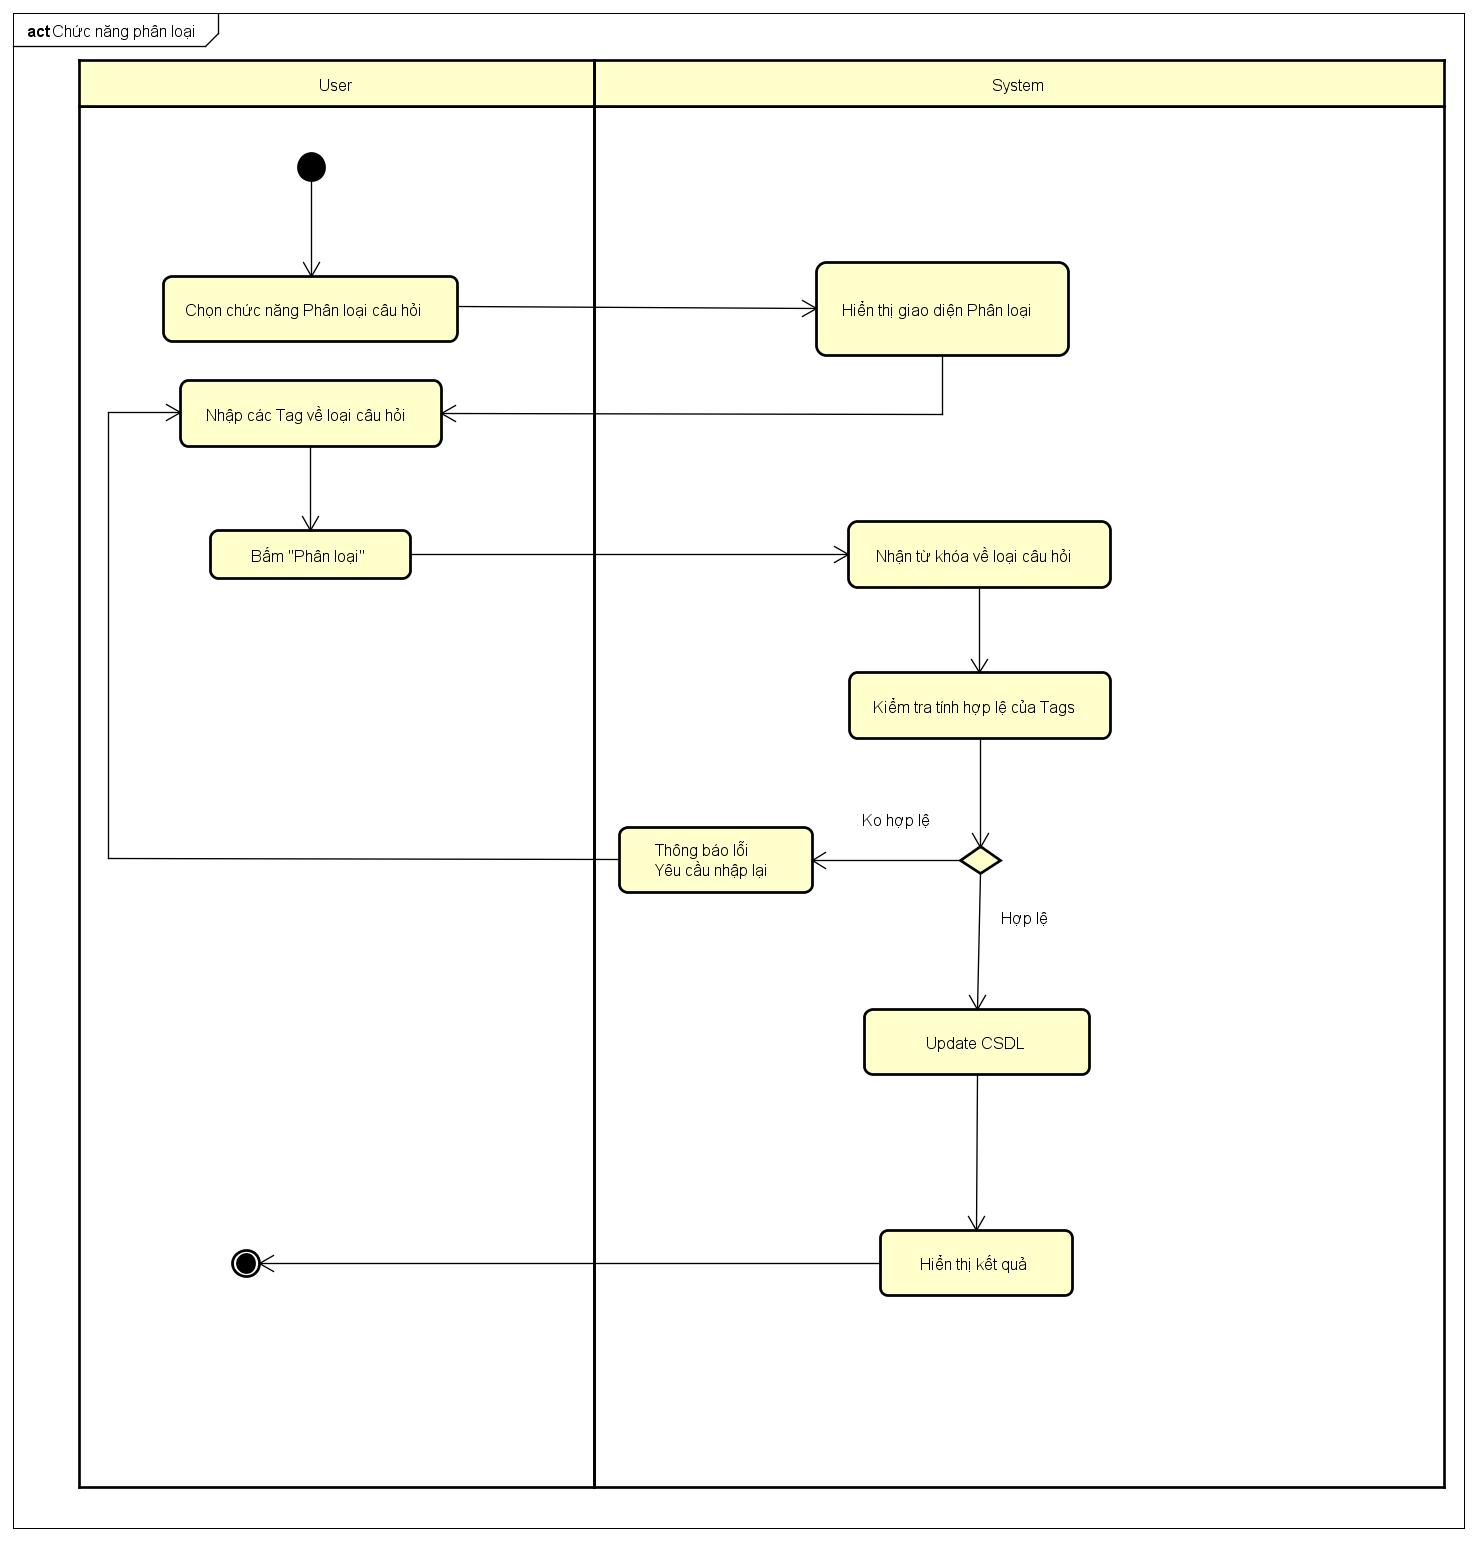 act Chức năng phân loại
User
System
Chọn chức năng Phân loại câu hỏi
Hiển thị giao diện Phân loại
Nhập các Tag về loại câu hỏi
Bấm "Phân loại"
Nhận từ khóa về loại câu hỏi
Kiểm tra tính hợp lệ của Tags
Ko hợp lệ
Thông báo lỗi
Yêu cầu nhập lại
Hợp lệ
Update CSDL
Hiển thị kết quả